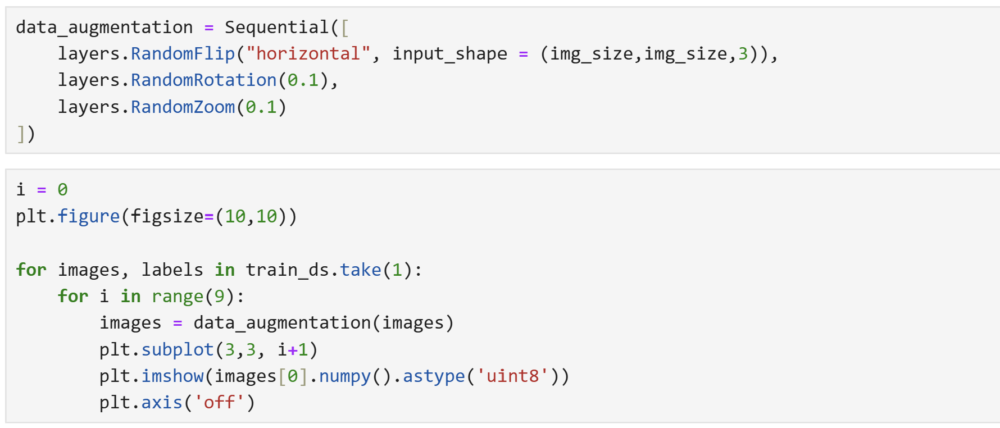 data_augmentation = Sequential([
    layers.RandomFlip("horizontal", input_shape = (img_size,img_size,3)),
    layers.RandomRotation(0.1),
    layers.RandomZoom(0.1)
])
i = 0
plt.figure(figsize=(10,10))
for images, labels in train_ds.take(1):
    for i in range(9):
        images = data_augmentation(images)
        plt.subplot(3,3, i+1)
        plt.imshow(images[0].numpy().astype('uint8'))
        plt.axis('off')